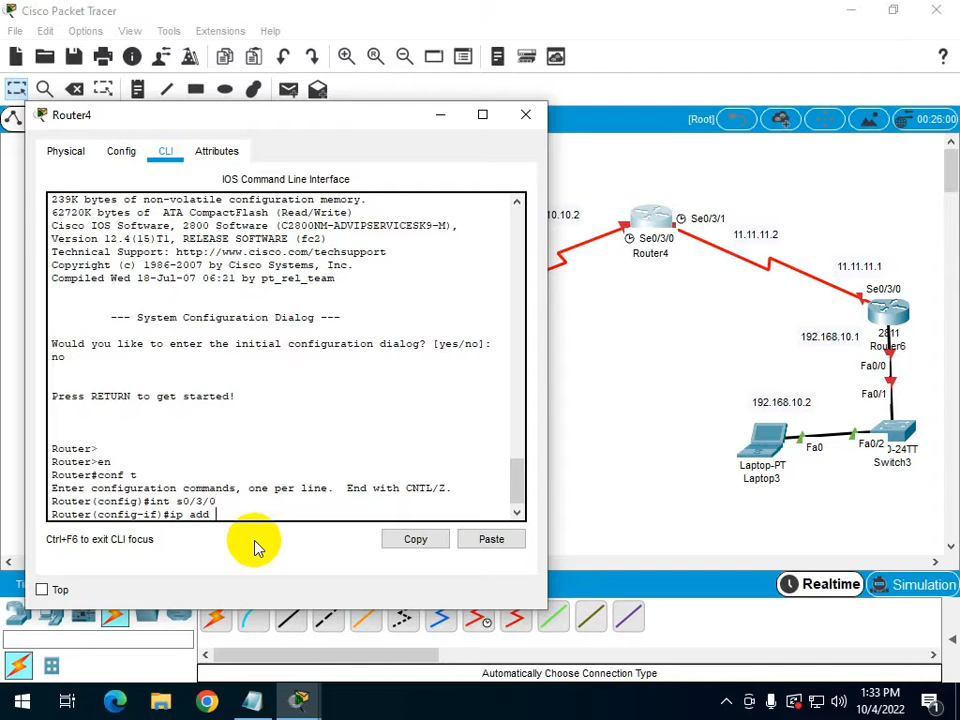 Cisco Packet Tracer
File Edit Options View Tools Extensions Help
[Root] 00:26:00
Router4
Physical Config CLI Attributes
IOS Command Line Interface
239K bytes of non-volatile configuration memory.
62720K bytes of ATA CompactFlash (Read/Write)
Cisco IOS Software, 2800 Software (C2800NM-ADVIPSERVICESK9-M),
Version 12.4(15)T1, RELEASE SOFTWARE (fc2)
Technical Support: http://www.cisco.com/techsupport
Copyright (c) 1986-2007 by Cisco Systems, Inc.
Compiled Wed 18-Jul-07 06:21 by pt_rel_team
--- System Configuration Dialog ---
Would you like to enter the initial configuration dialog? [yes/no]:
no
Press RETURN to get started!
Router>
Router>en
Router#conf t
Enter configuration commands, one per line. End with CNTL/Z.
Router(config)#int s0/3/0
Router(config-if)#ip add
Ctrl+F6 to exit CLI focus
Copy Paste
Top
10.10.2
Se0/3/1
Se0/3/0
Router4
11.11.11.2
11.11.11.1
Se0/3/0
2811
Router6
192.168.10.1
Fa0/0
Fa0/1
192.168.10.2
Fa0
Fa0/2
-24TT
Switch3
Laptop-PT
Laptop3
Realtime Simulation
Automatically Choose Connection Type
1:33 PM
10/4/2022
1